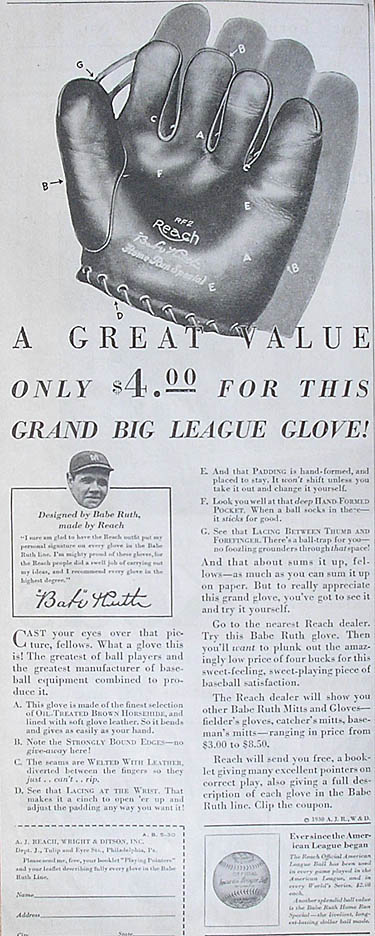 G
B
C
A
C
B
F
E
RFZ
Reach
Babe Ruth
Home Run Special
A
B
E
D
A GREAT VALUE
ONLY $4.00 FOR THIS
GRAND BIG LEAGUE GLOVE!
Designed by Babe Ruth,
made by Reach
"I sure am glad to have the Reach outfit put my
personal signature on every glove in the Babe
Ruth line. I'm mighty proud of these gloves, for
the Reach people did a swell job of carrying out
my ideas, and I recommend every glove in the
highest degree."
"Babe" Ruth
CAST your eyes over that pic-
ture, fellows. What a glove this
is! The greatest of ball players and
the greatest manufacturer of base-
ball equipment combined to pro-
duce it.
A. This glove is made of the finest selection
of OIL-TREATED BROWN HORSEHIDE, and
lined with soft glove leather. So it bends
and gives as easily as your hand.
B. Note the STRONGLY BOUND EDGES—no
give-away here!
C. The seams are WELTED WITH LEATHER,
diverted between the fingers so they
just . . can't . . rip.
D. See that LACING AT THE WRIST. That
makes it a cinch to open 'er up and
adjust the padding any way you want it!
E. And that PADDING is hand-formed, and
placed to stay. It won't shift unless you
take it out and change it yourself.
F. Look you well at that deep HAND-FORMED
POCKET. When a ball socks in there—
it sticks for good.
G. See that LACING BETWEEN THUMB AND
FOREFINGER. There's a ball-trap for you—
no foozling grounders through that space!
And that about sums it up, fel-
lows—as much as you can sum it up
on paper. But to really appreciate
this grand glove, you've got to see it
and try it yourself.
Go to the nearest Reach dealer.
Try this Babe Ruth glove. Then
you'll want to plunk out the amaz-
ingly low price of four bucks for this
sweet-feeling, sweet-playing piece of
baseball satisfaction.
The Reach dealer will show you
other Babe Ruth Mitts and Gloves—
fielder's gloves, catcher's mitts, base-
man's mitts—ranging in price from
$3.00 to $8.50.
Reach will send you free, a book-
let giving many excellent pointers on
correct play, also giving a full des-
cription of each glove in the Babe
Ruth line. Clip the coupon.
© 1930 A. J. R., W & D.
A. B. 5-30
A. J. REACH, WRIGHT & DITSON, INC.
Dept. J, Tulip and Eyre Sts., Philadelphia, Pa.
Please send me, free, your booklet "Playing Pointers"
and your leaflet describing fully every glove in the Babe
Ruth Line.
Name
Address
City State
Ever since the Amer-
ican League began
The Reach Official American
League Ball has been used
in every game played in the
American League, and in
every World's Series. $2.00
each.
Another splendid ball value
is the Babe Ruth Home Run
Special—the liveliest, long-
est-lasting dollar ball made.